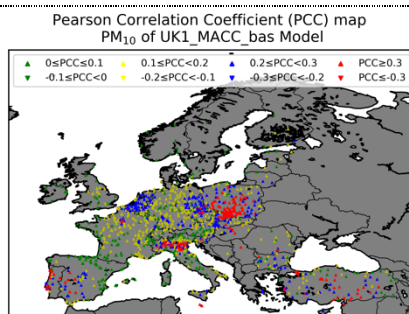 Pearson Correlation Coefficient (PCC) map
PM₁₀ of UK1_MACC_bas Model
0≤PCC≤0.1 0.1≤PCC<0.2 0.2≤PCC<0.3 PCC≥0.3
-0.1≤PCC<0 -0.2≤PCC<-0.1 -0.3≤PCC<-0.2 PCC≤-0.3